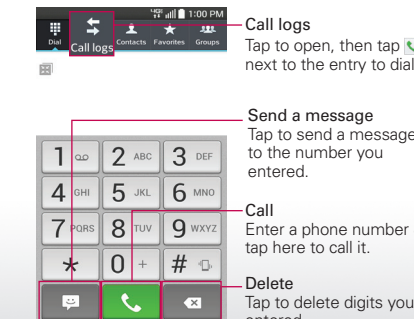 1:00 PM
Dial Call logs Contacts Favorites Groups
Call logs
Tap to open, then tap
next to the entry to dial
Send a message
Tap to send a message
to the number you
entered.
1 2 ABC 3 DEF
4 GHI 5 JKL 6 MNO
7 PQRS 8 TUV 9 WXYZ
* 0 + #
Call
Enter a phone number
tap here to call it.
Delete
Tap to delete digits you
entered